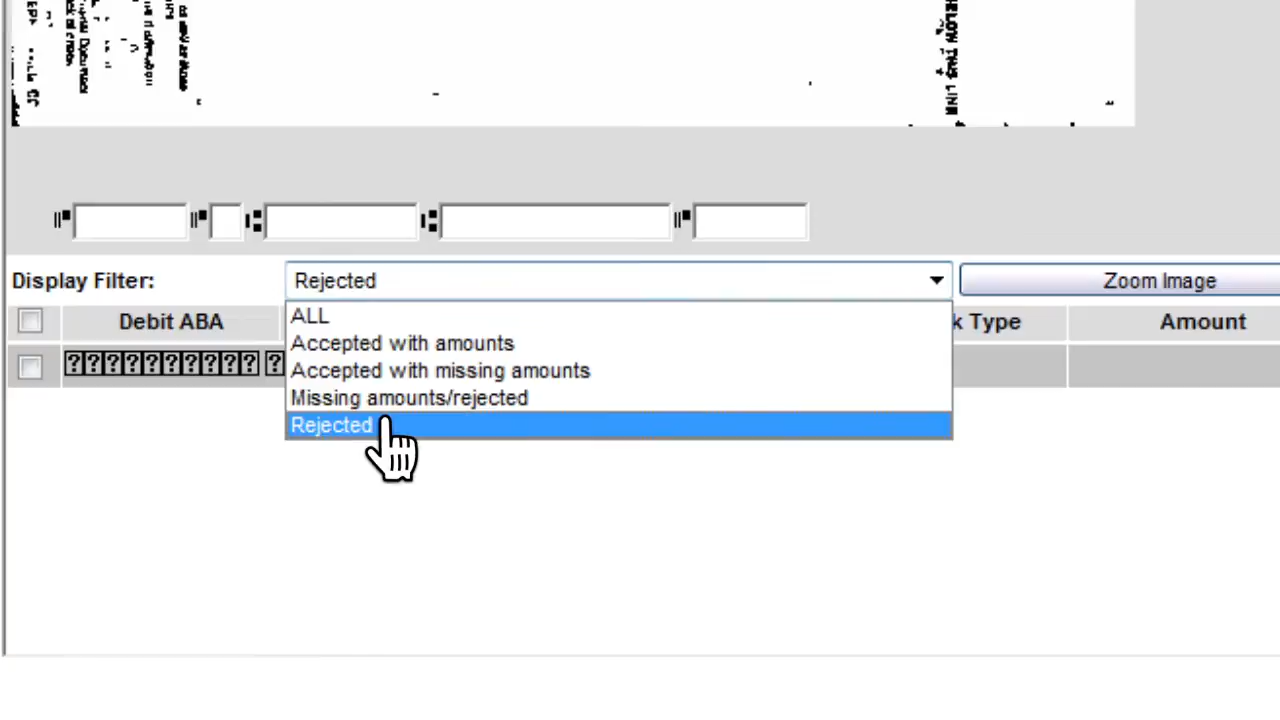 Display Filter:
Rejected
Zoom Image
Debit ABA
k Type
Amount
????????? ?
ALL
Accepted with amounts
Accepted with missing amounts
Missing amounts/rejected
Rejected